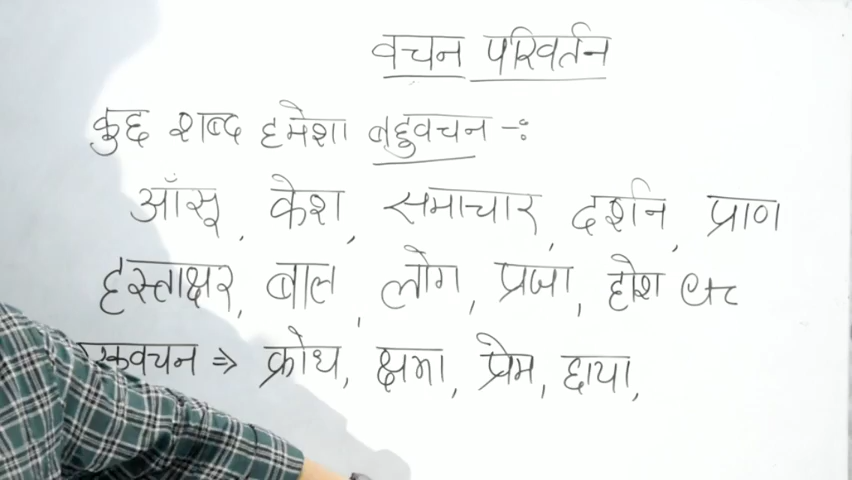 वचन परिवर्तन
कुछ शब्द हमेशा बहुवचन -:
आँसू, केश, समाचार, दर्शन, प्राण
हस्ताक्षर, बाल, लोग, प्रजा, होश etc
एकवचन ⇒ क्रोध, क्षमा, प्रेम, छाया,